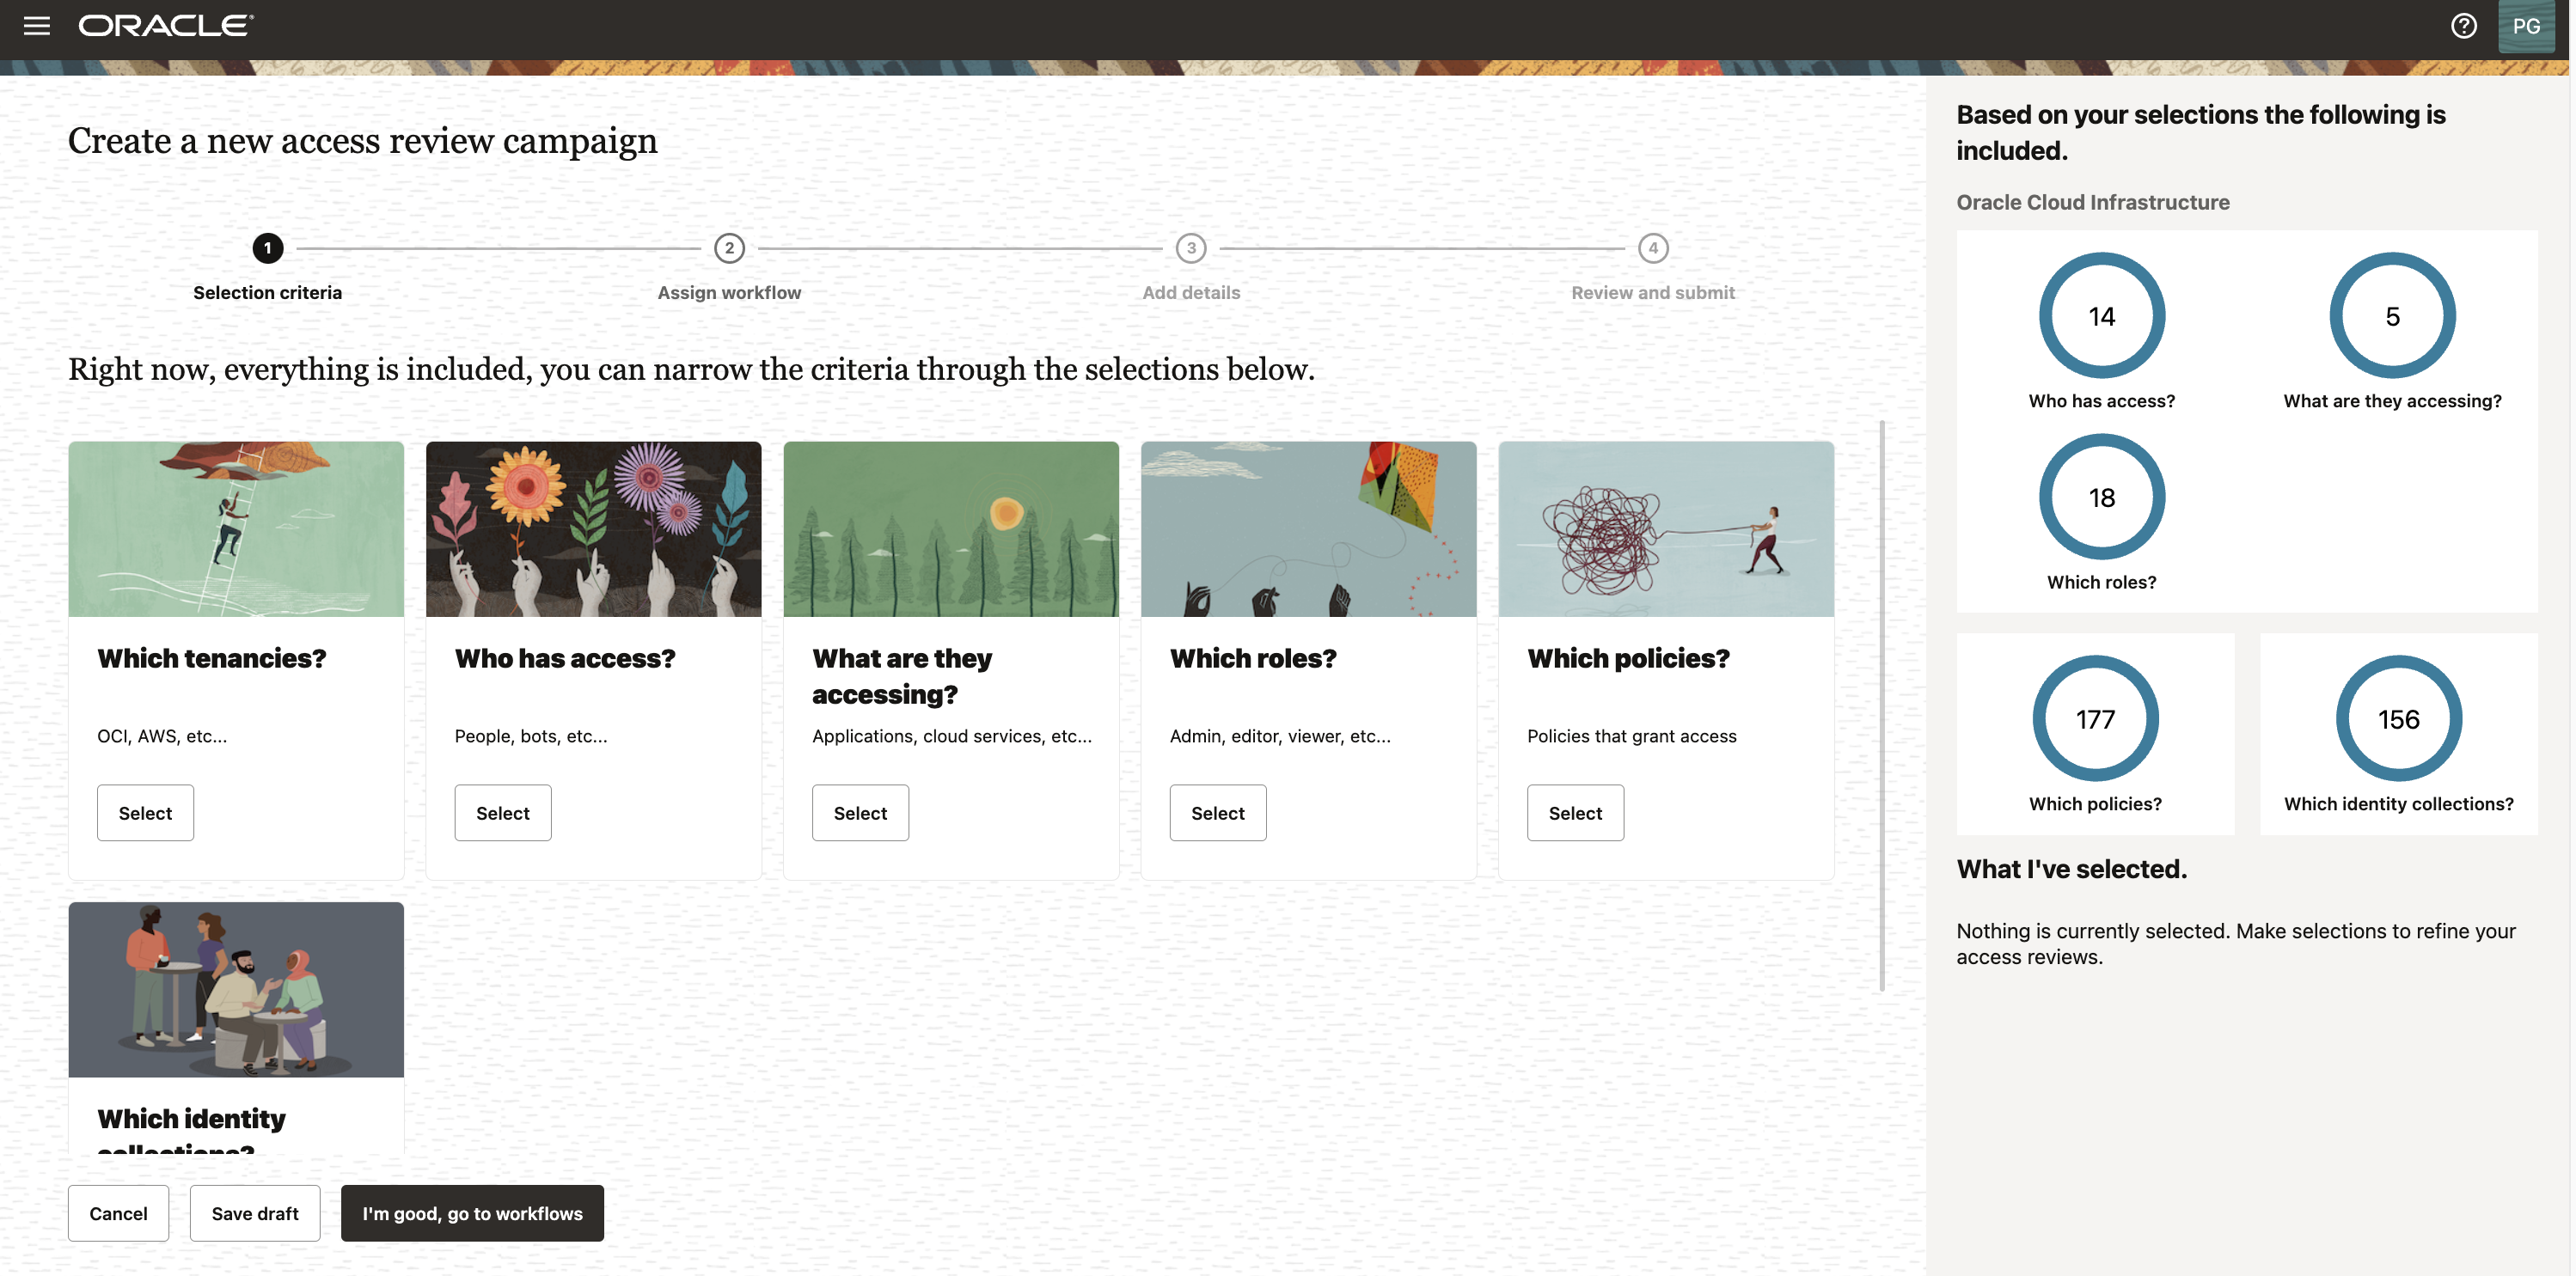 ORACLE
PG
Create a new access review campaign
1
2
3
4
Selection criteria
Assign workflow
Add details
Review and submit
Right now, everything is included, you can narrow the criteria through the selections below.
Which tenancies?
OCI, AWS, etc...
Select
Who has access?
People, bots, etc...
Select
What are they
accessing?
Applications, cloud services, etc...
Select
Which roles?
Admin, editor, viewer, etc...
Select
Which policies?
Policies that grant access
Select
Which identity
collections?
Cancel
Save draft
I'm good, go to workflows
Based on your selections the following is
included.
Oracle Cloud Infrastructure
14
Who has access?
5
What are they accessing?
18
Which roles?
177
Which policies?
156
Which identity collections?
What I've selected.
Nothing is currently selected. Make selections to refine your
access reviews.